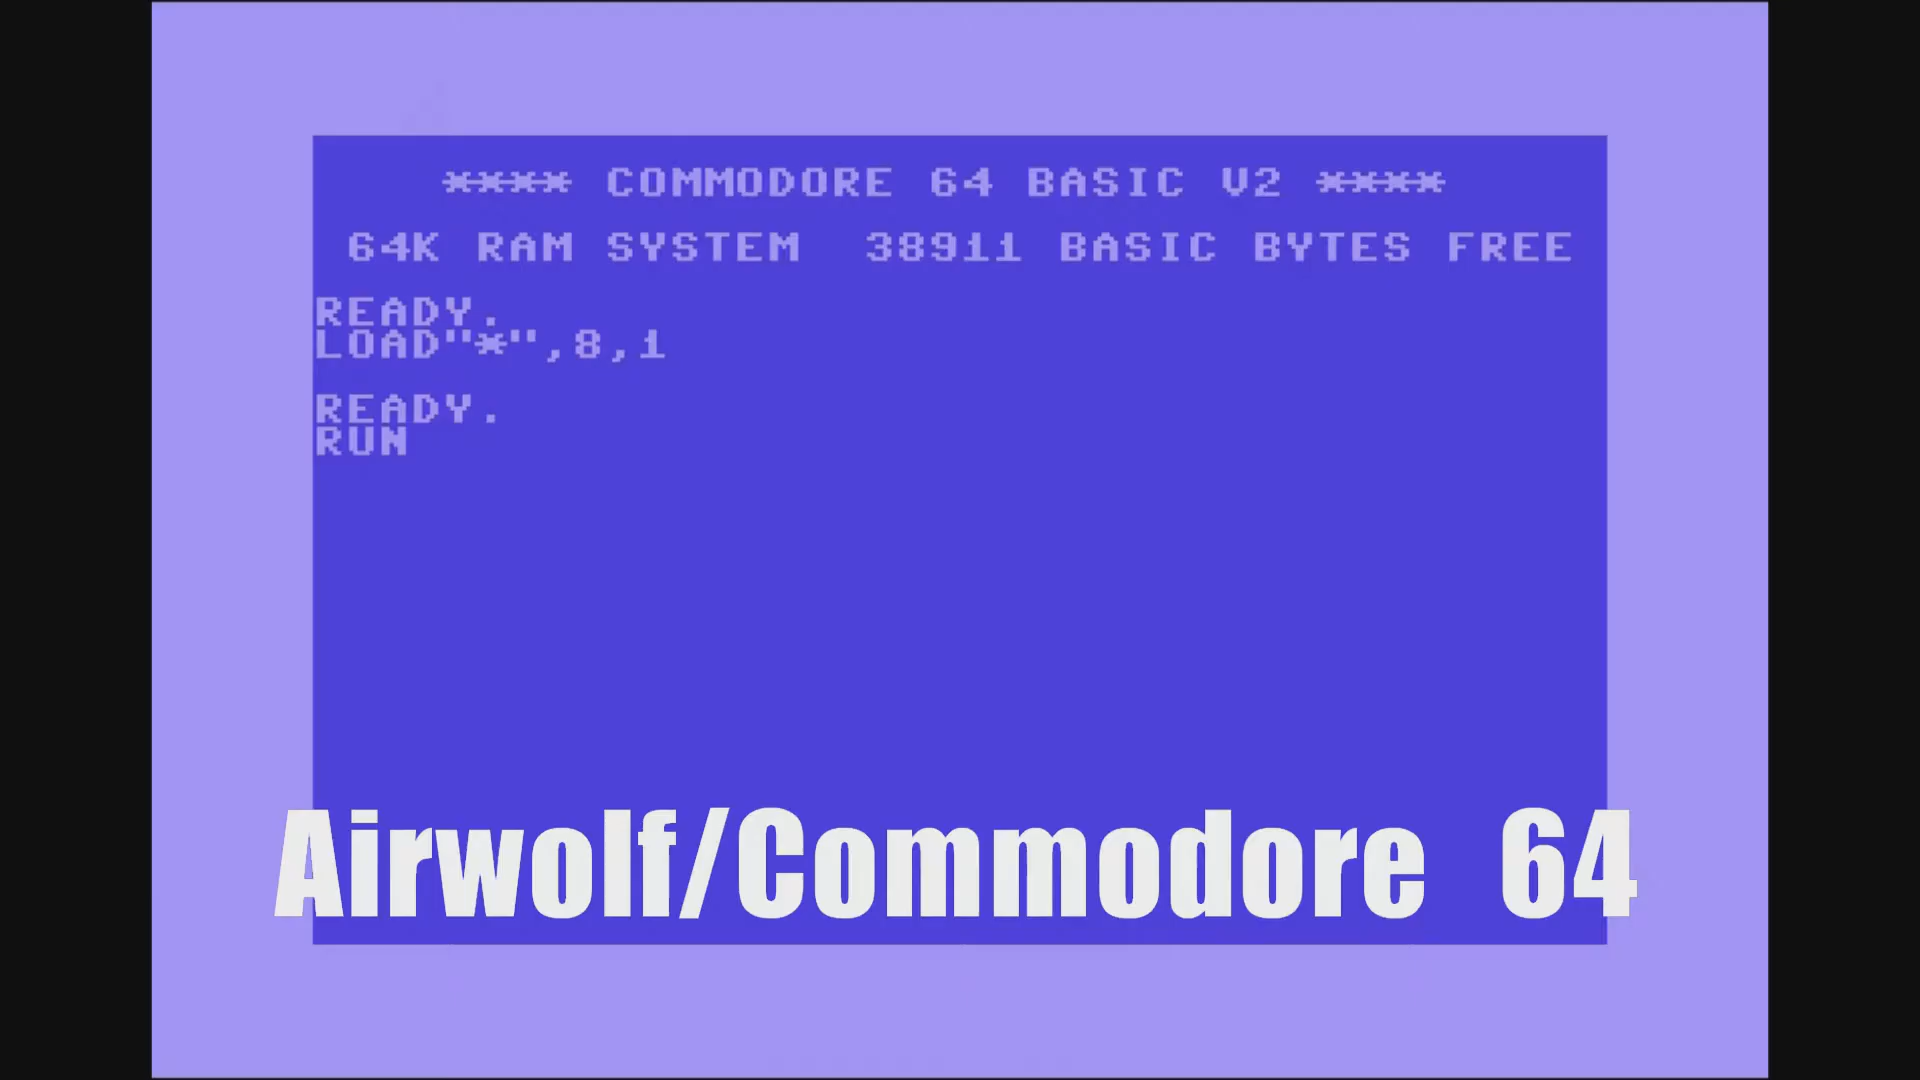 **** COMMODORE 64 BASIC V2 ****
64K RAM SYSTEM  38911 BASIC BYTES FREE
READY.
LOAD"*",8,1
READY.
RUN
Airwolf/Commodore 64